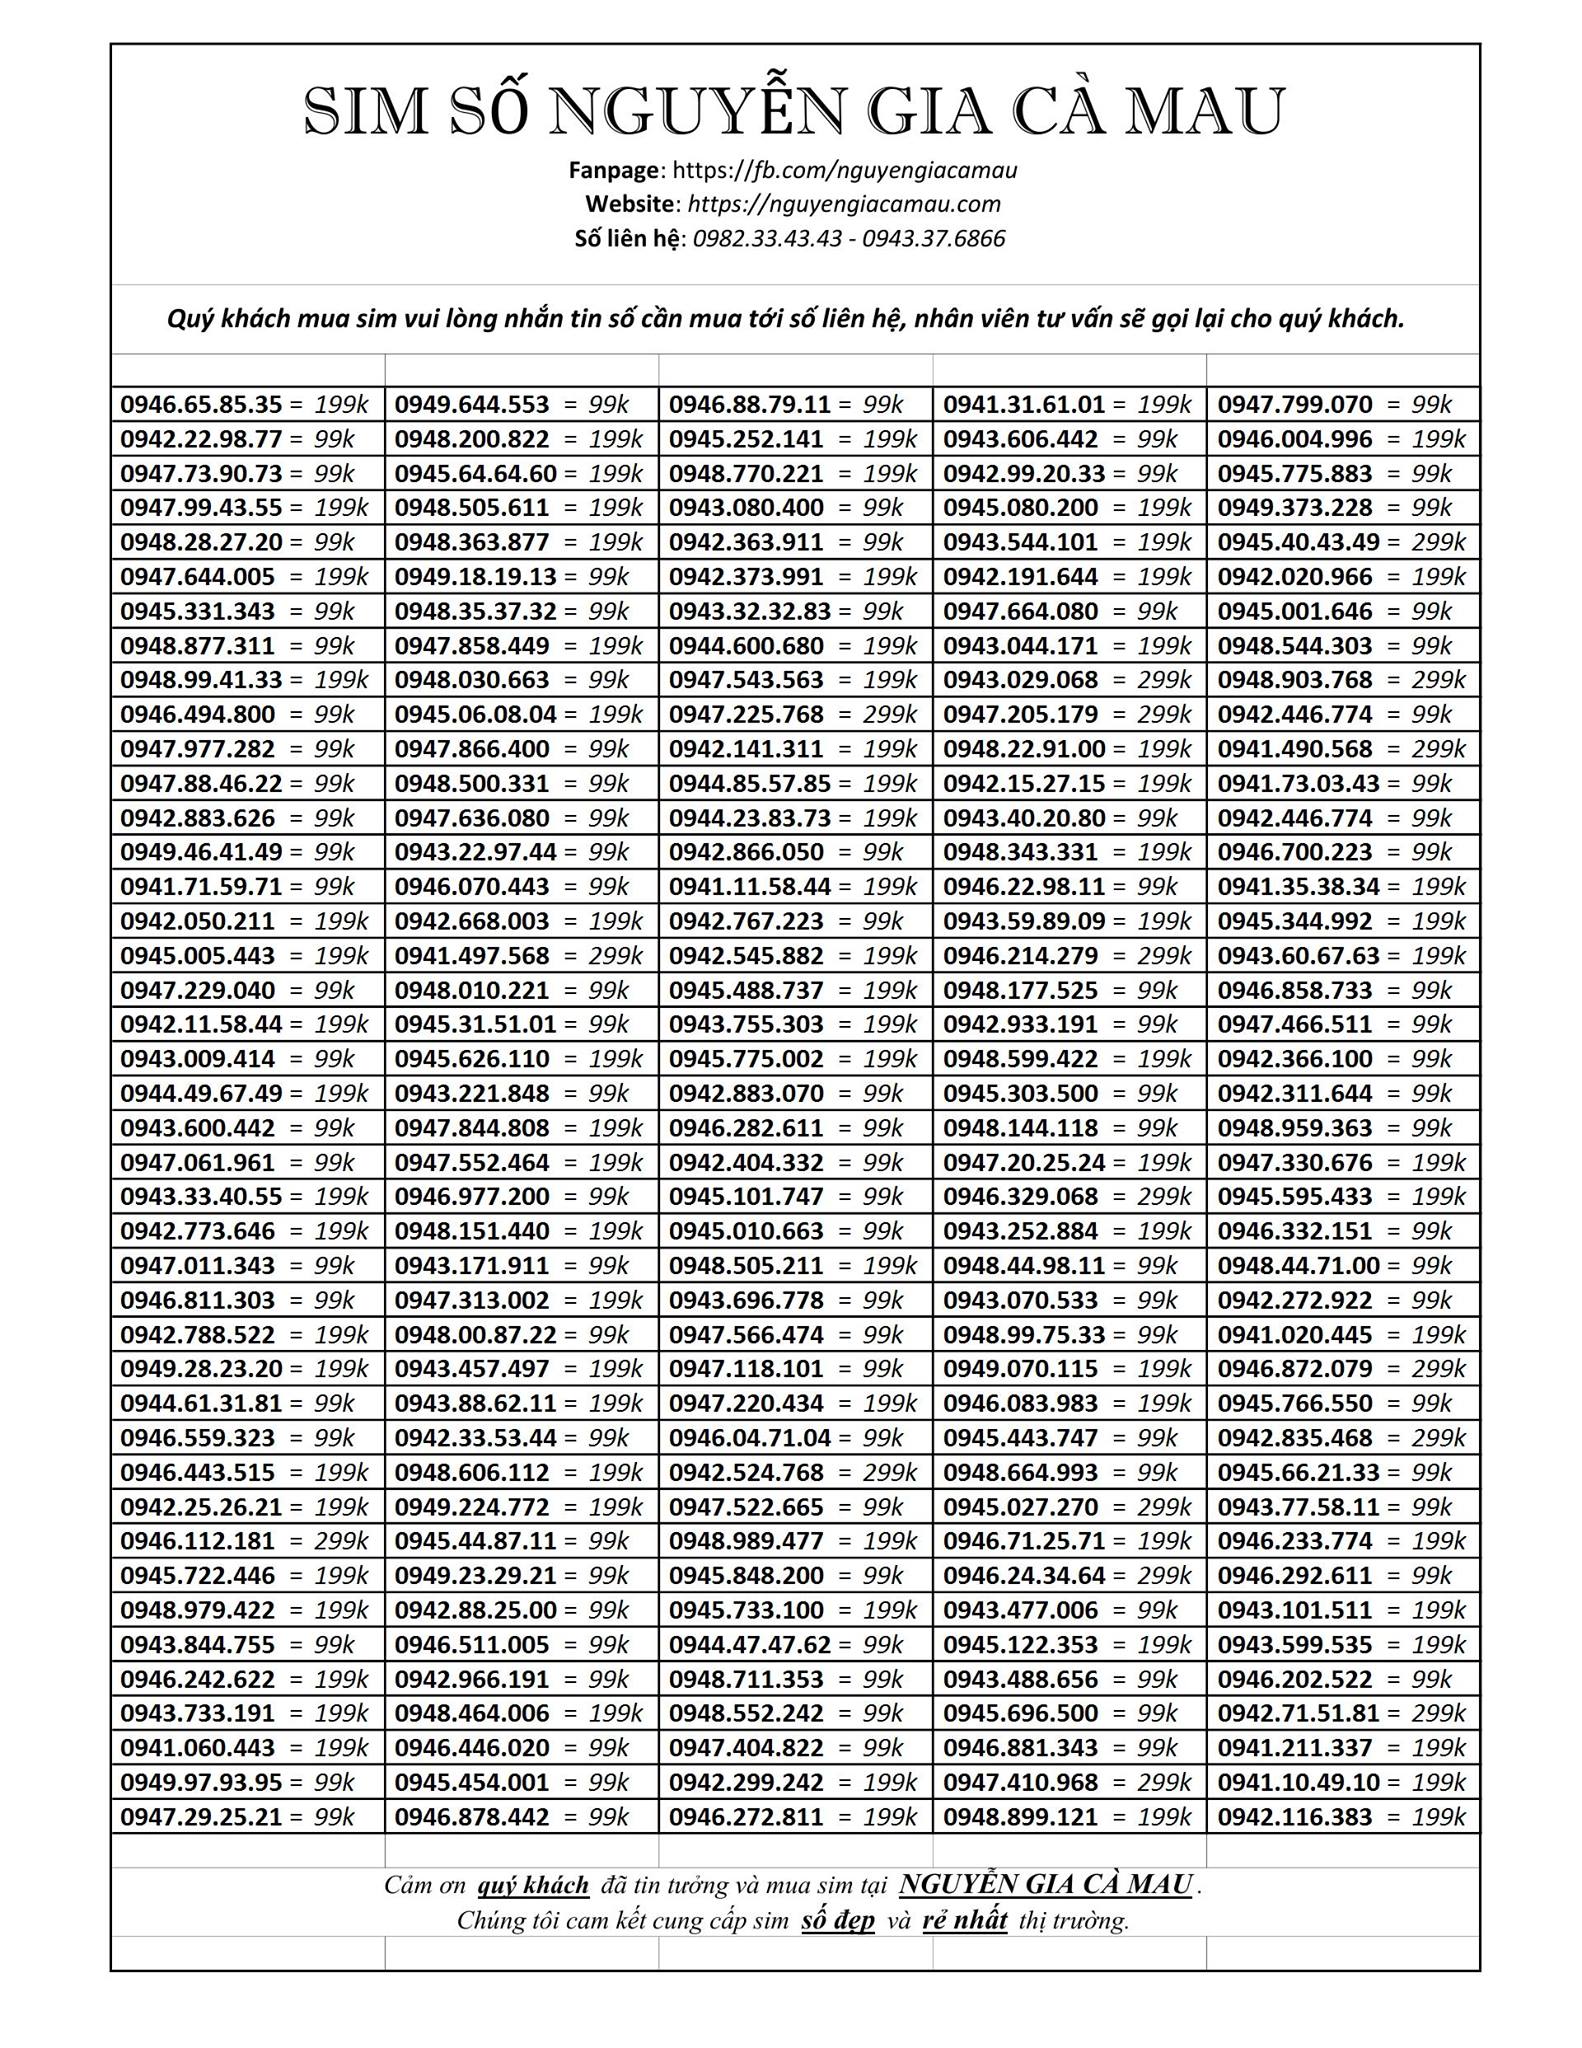 SIM SỐ NGUYỄN GIA CÀ MAU
Fanpage: https://fb.com/nguyengiacamau
Website: https://nguyengiacamau.com
Số liên hệ: 0982.33.43.43 - 0943.37.6866
Quý khách mua sim vui lòng nhắn tin số cần mua tới số liên hệ, nhân viên tư vấn sẽ gọi lại cho quý khách.
0946.65.85.35 = 199k 0949.644.553 = 99k 0946.88.79.11 = 99k 0941.31.61.01 = 199k 0947.799.070 = 99k
0942.22.98.77 = 99k 0948.200.822 = 199k 0945.252.141 = 199k 0943.606.442 = 99k 0946.004.996 = 199k
0947.73.90.73 = 99k 0945.64.64.60 = 199k 0948.770.221 = 199k 0942.99.20.33 = 99k 0945.775.883 = 99k
0947.99.43.55 = 199k 0948.505.611 = 199k 0943.080.400 = 99k 0945.080.200 = 199k 0949.373.228 = 99k
0948.28.27.20 = 99k 0948.363.877 = 199k 0942.363.911 = 99k 0943.544.101 = 199k 0945.40.43.49 = 299k
0947.644.005 = 199k 0949.18.19.13 = 99k 0942.373.991 = 199k 0942.191.644 = 199k 0942.020.966 = 199k
0945.331.343 = 99k 0948.35.37.32 = 99k 0943.32.32.83 = 99k 0947.664.080 = 99k 0945.001.646 = 99k
0948.877.311 = 99k 0947.858.449 = 199k 0944.600.680 = 199k 0943.044.171 = 199k 0948.544.303 = 99k
0948.99.41.33 = 199k 0948.030.663 = 99k 0947.543.563 = 199k 0943.029.068 = 299k 0948.903.768 = 299k
0946.494.800 = 99k 0945.06.08.04 = 199k 0947.225.768 = 299k 0947.205.179 = 299k 0942.446.774 = 99k
0947.977.282 = 99k 0947.866.400 = 99k 0942.141.311 = 199k 0948.22.91.00 = 199k 0941.490.568 = 299k
0947.88.46.22 = 99k 0948.500.331 = 99k 0944.85.57.85 = 199k 0942.15.27.15 = 199k 0941.73.03.43 = 99k
0942.883.626 = 99k 0947.636.080 = 99k 0944.23.83.73 = 199k 0943.40.20.80 = 99k 0942.446.774 = 99k
0949.46.41.49 = 99k 0943.22.97.44 = 99k 0942.866.050 = 99k 0948.343.331 = 199k 0946.700.223 = 99k
0941.71.59.71 = 99k 0946.070.443 = 99k 0941.11.58.44 = 199k 0946.22.98.11 = 99k 0941.35.38.34 = 199k
0942.050.211 = 199k 0942.668.003 = 199k 0942.767.223 = 99k 0943.59.89.09 = 199k 0945.344.992 = 199k
0945.005.443 = 199k 0941.497.568 = 299k 0942.545.882 = 199k 0946.214.279 = 299k 0943.60.67.63 = 199k
0947.229.040 = 99k 0948.010.221 = 99k 0945.488.737 = 199k 0948.177.525 = 99k 0946.858.733 = 99k
0942.11.58.44 = 199k 0945.31.51.01 = 99k 0943.755.303 = 199k 0942.933.191 = 99k 0947.466.511 = 99k
0943.009.414 = 99k 0945.626.110 = 199k 0945.775.002 = 199k 0948.599.422 = 199k 0942.366.100 = 99k
0944.49.67.49 = 199k 0943.221.848 = 99k 0942.883.070 = 99k 0945.303.500 = 99k 0942.311.644 = 99k
0943.600.442 = 99k 0947.844.808 = 199k 0946.282.611 = 99k 0948.144.118 = 99k 0948.959.363 = 99k
0947.061.961 = 99k 0947.552.464 = 199k 0942.404.332 = 99k 0947.20.25.24 = 199k 0947.330.676 = 199k
0943.33.40.55 = 199k 0946.977.200 = 99k 0945.101.747 = 99k 0946.329.068 = 299k 0945.595.433 = 199k
0942.773.646 = 199k 0948.151.440 = 199k 0945.010.663 = 99k 0943.252.884 = 199k 0946.332.151 = 99k
0947.011.343 = 99k 0943.171.911 = 99k 0948.505.211 = 199k 0948.44.98.11 = 99k 0948.44.71.00 = 99k
0946.811.303 = 99k 0947.313.002 = 199k 0943.696.778 = 99k 0943.070.533 = 99k 0942.272.922 = 99k
0942.788.522 = 199k 0948.00.87.22 = 99k 0947.566.474 = 99k 0948.99.75.33 = 99k 0941.020.445 = 199k
0949.28.23.20 = 199k 0943.457.497 = 199k 0947.118.101 = 99k 0949.070.115 = 199k 0946.872.079 = 299k
0944.61.31.81 = 99k 0943.88.62.11 = 199k 0947.220.434 = 199k 0946.083.983 = 199k 0945.766.550 = 99k
0946.559.323 = 99k 0942.33.53.44 = 99k 0946.04.71.04 = 99k 0945.443.747 = 99k 0942.835.468 = 299k
0946.443.515 = 199k 0948.606.112 = 199k 0942.524.768 = 299k 0948.664.993 = 99k 0945.66.21.33 = 99k
0942.25.26.21 = 199k 0949.224.772 = 199k 0947.522.665 = 99k 0945.027.270 = 299k 0943.77.58.11 = 99k
0946.112.181 = 299k 0945.44.87.11 = 99k 0948.989.477 = 199k 0946.71.25.71 = 199k 0946.233.774 = 199k
0945.722.446 = 199k 0949.23.29.21 = 99k 0945.848.200 = 99k 0946.24.34.64 = 299k 0946.292.611 = 99k
0948.979.422 = 199k 0942.88.25.00 = 99k 0945.733.100 = 199k 0943.477.006 = 99k 0943.101.511 = 199k
0943.844.755 = 99k 0946.511.005 = 99k 0944.47.47.62 = 99k 0945.122.353 = 199k 0943.599.535 = 199k
0946.242.622 = 199k 0942.966.191 = 99k 0948.711.353 = 99k 0943.488.656 = 99k 0946.202.522 = 99k
0943.733.191 = 199k 0948.464.006 = 199k 0948.552.242 = 99k 0945.696.500 = 99k 0942.71.51.81 = 299k
0941.060.443 = 199k 0946.446.020 = 99k 0947.404.822 = 99k 0946.881.343 = 99k 0941.211.337 = 199k
0949.97.93.95 = 99k 0945.454.001 = 99k 0942.299.242 = 199k 0947.410.968 = 299k 0941.10.49.10 = 199k
0947.29.25.21 = 99k 0946.878.442 = 99k 0946.272.811 = 199k 0948.899.121 = 199k 0942.116.383 = 199k
Cảm ơn quý khách đã tin tưởng và mua sim tại NGUYỄN GIA CÀ MAU.
Chúng tôi cam kết cung cấp sim số đẹp và rẻ nhất thị trường.